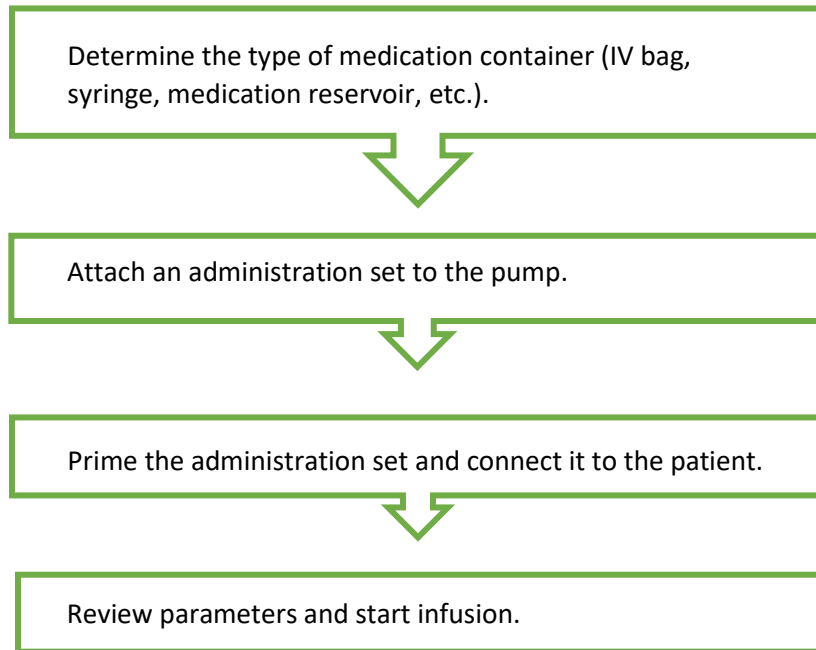 Determine the type of medication container (IV bag,
syringe, medication reservoir, etc.).
Attach an administration set to the pump.
Prime the administration set and connect it to the patient.
Review parameters and start infusion.